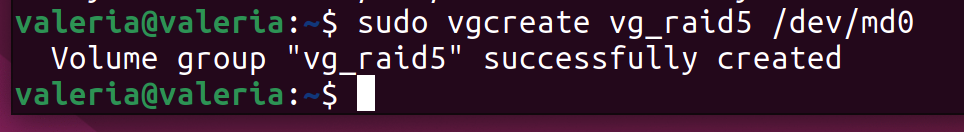 valeria@valeria:~$ sudo vgcreate vg_raid5 /dev/md0
  Volume group "vg_raid5" successfully created
valeria@valeria:~$